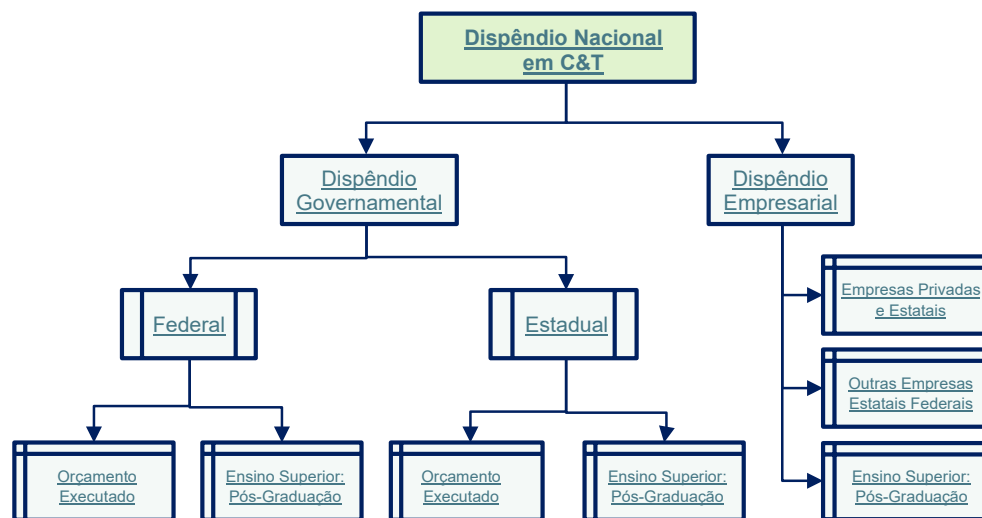 Dispêndio Nacional
em C&T
Dispêndio
Governamental
Dispêndio
Empresarial
Federal
Estadual
Empresas Privadas
e Estatais
Outras Empresas
Estatais Federais
Orçamento
Executado
Ensino Superior:
Pós-Graduação
Orçamento
Executado
Ensino Superior:
Pós-Graduação
Ensino Superior:
Pós-Graduação